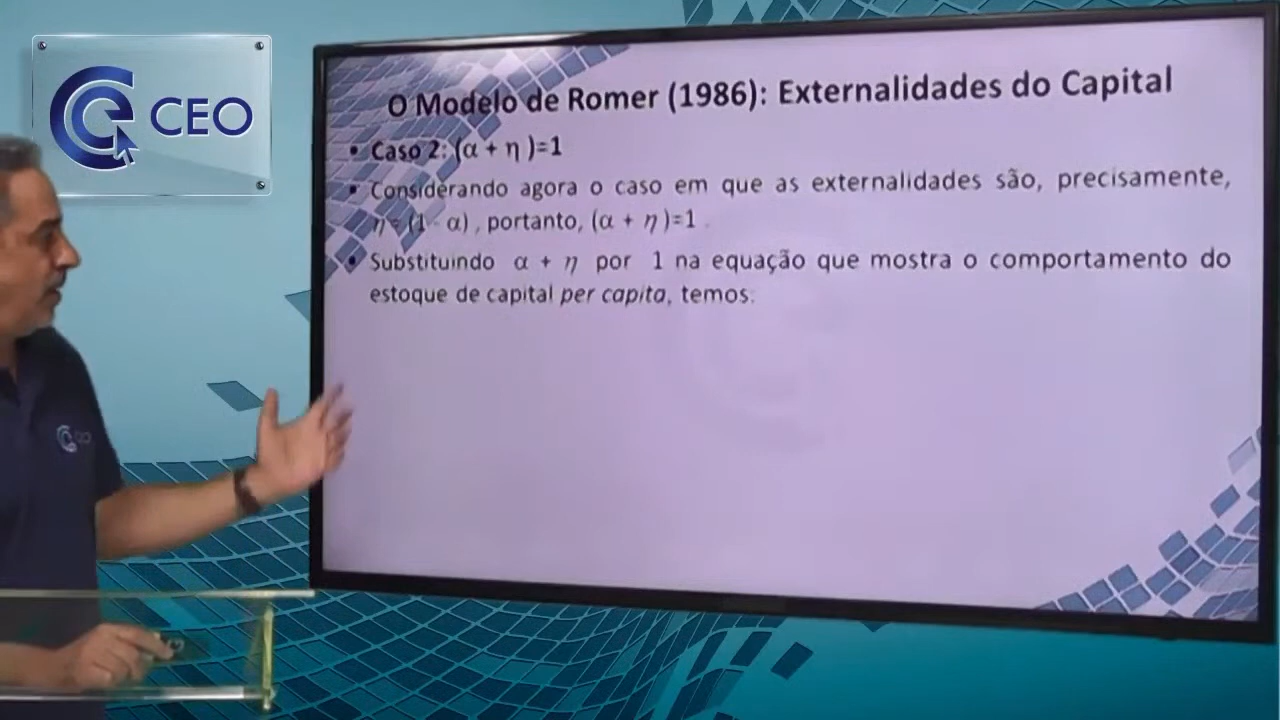 CEO
O Modelo de Romer (1986): Externalidades do Capital
• Caso 2: (α + η )=1
• Considerando agora o caso em que as externalidades são, precisamente,
η= (1 - α) , portanto, (α + η )=1 .
• Substituindo α + η por 1 na equação que mostra o comportamento do
estoque de capital per capita, temos: